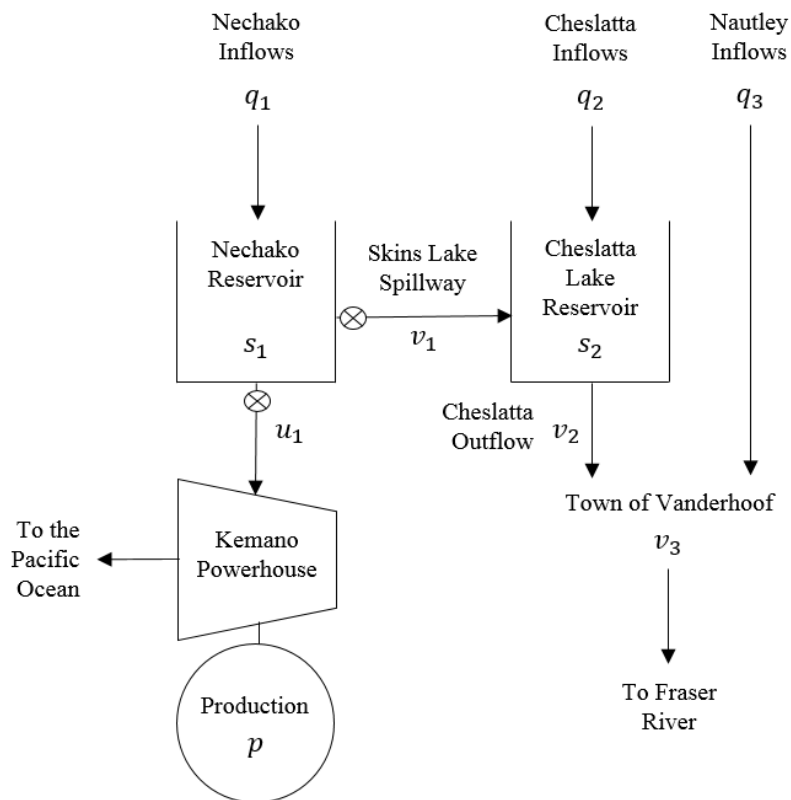 Nechako
Inflows
q₁
Cheslatta
Inflows
q₂
Nautley
Inflows
q₃
Nechako
Reservoir
s₁
Skins Lake
Spillway
v₁
Cheslatta
Lake
Reservoir
s₂
u₁
Cheslatta
Outflow
v₂
Town of Vanderhoof
v₃
To the
Pacific
Ocean
Kemano
Powerhouse
Production
p
To Fraser
River